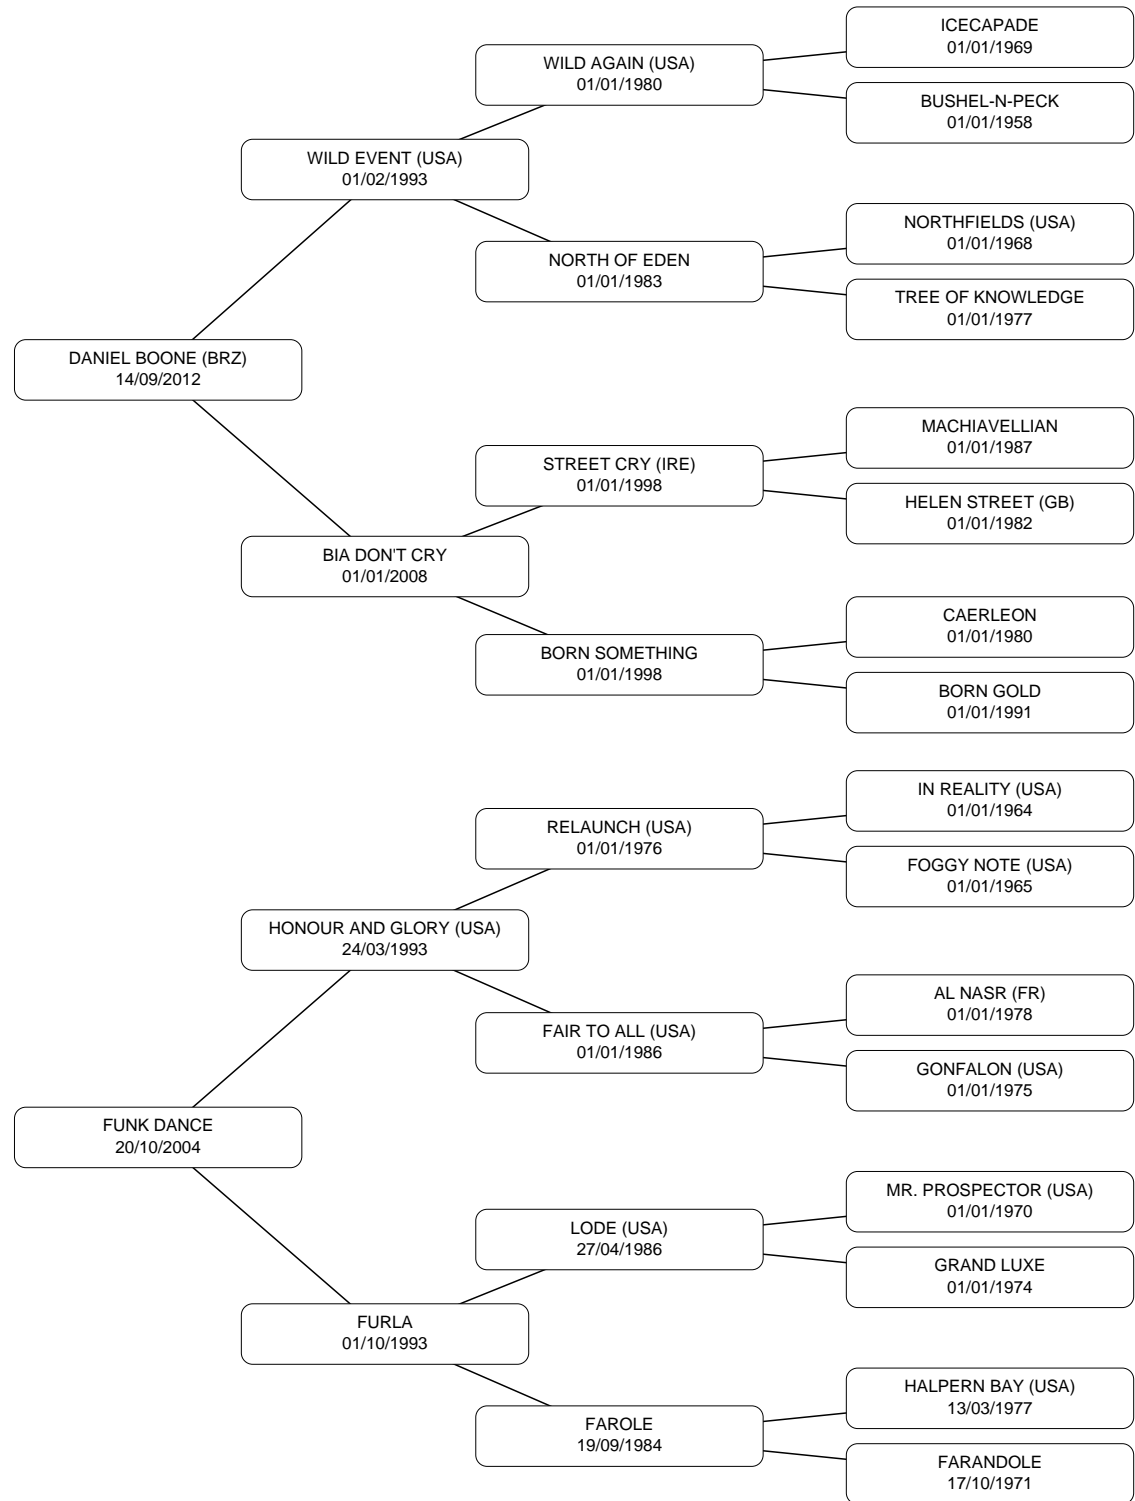 ICECAPADE
01/01/1969
WILD AGAIN (USA)
01/01/1980
BUSHEL-N-PECK
01/01/1958
WILD EVENT (USA)
01/02/1993
NORTHFIELDS (USA)
01/01/1968
NORTH OF EDEN
01/01/1983
TREE OF KNOWLEDGE
01/01/1977
DANIEL BOONE (BRZ)
14/09/2012
MACHIAVELLIAN
01/01/1987
STREET CRY (IRE)
01/01/1998
HELEN STREET (GB)
01/01/1982
BIA DON'T CRY
01/01/2008
CAERLEON
01/01/1980
BORN SOMETHING
01/01/1998
BORN GOLD
01/01/1991
IN REALITY (USA)
01/01/1964
RELAUNCH (USA)
01/01/1976
FOGGY NOTE (USA)
01/01/1965
HONOUR AND GLORY (USA)
24/03/1993
AL NASR (FR)
01/01/1978
FAIR TO ALL (USA)
01/01/1986
GONFALON (USA)
01/01/1975
FUNK DANCE
20/10/2004
MR. PROSPECTOR (USA)
01/01/1970
LODE (USA)
27/04/1986
GRAND LUXE
01/01/1974
FURLA
01/10/1993
HALPERN BAY (USA)
13/03/1977
FAROLE
19/09/1984
FARANDOLE
17/10/1971